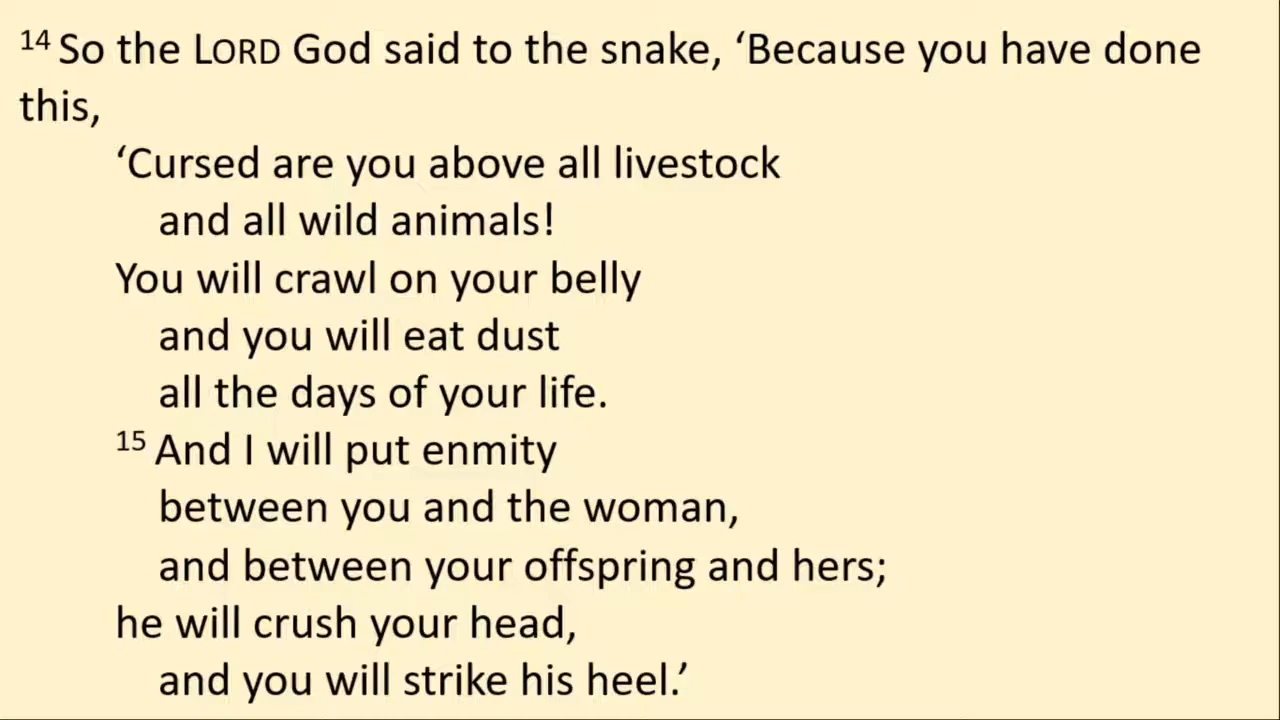 14 So the LORD God said to the snake, ‘Because you have done
this,
‘Cursed are you above all livestock
and all wild animals!
You will crawl on your belly
and you will eat dust
all the days of your life.
15 And I will put enmity
between you and the woman,
and between your offspring and hers;
he will crush your head,
and you will strike his heel.’